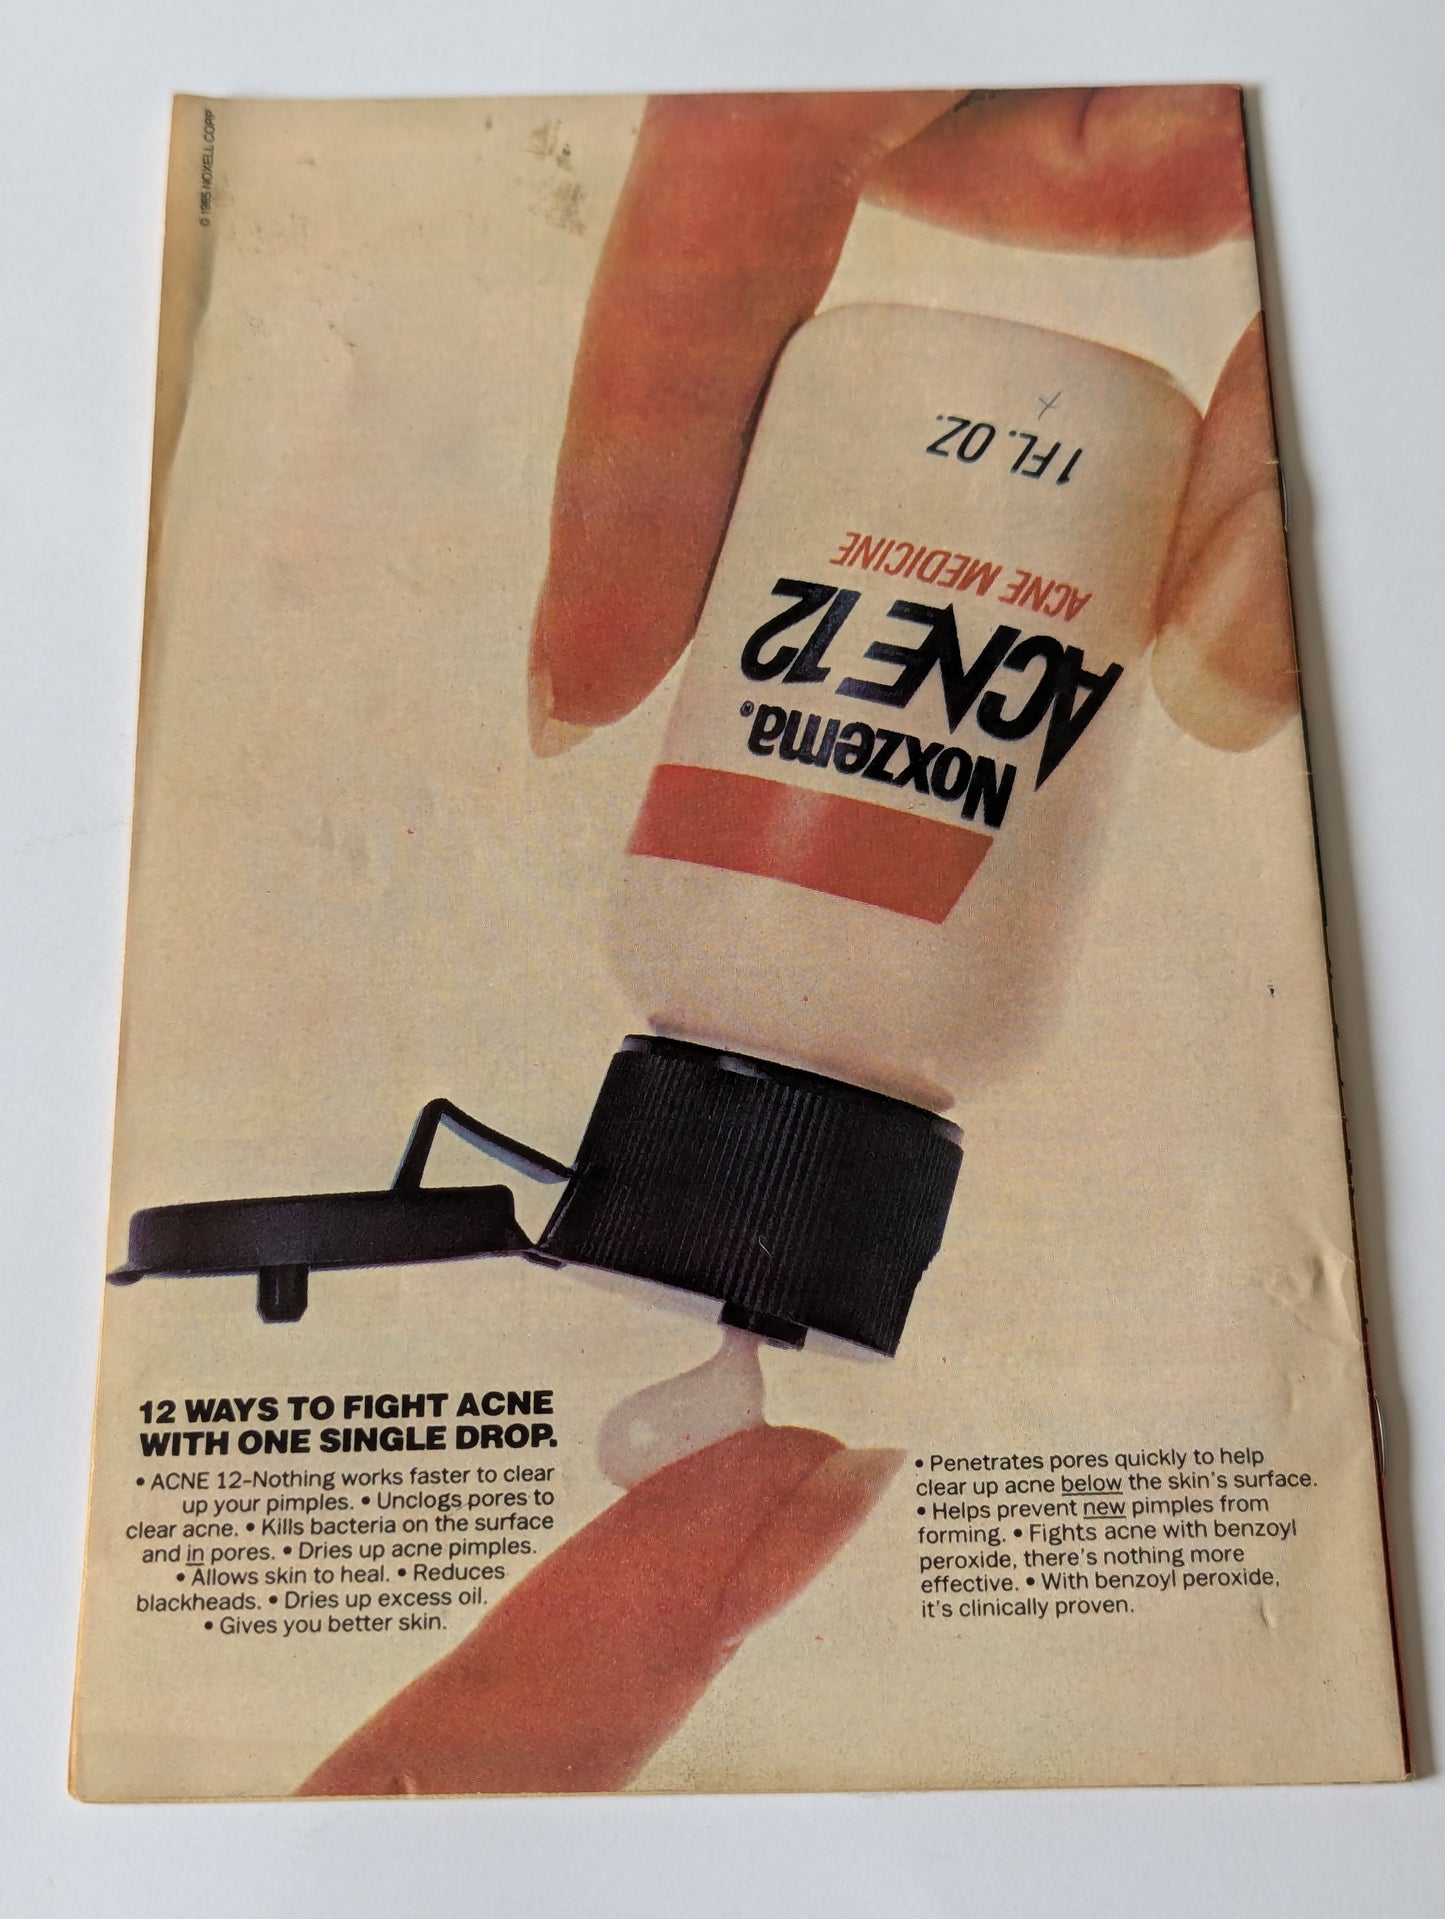 © 1985 NOXELL CORP
1 FL. OZ.
ACNE MEDICINE
ACNE 12
Noxzema®
12 WAYS TO FIGHT ACNE
WITH ONE SINGLE DROP.
• ACNE 12–Nothing works faster to clear
up your pimples. • Unclogs pores to
clear acne. • Kills bacteria on the surface
and in pores. • Dries up acne pimples.
• Allows skin to heal. • Reduces
blackheads. • Dries up excess oil.
• Gives you better skin.
• Penetrates pores quickly to help
clear up acne below the skin's surface.
• Helps prevent new pimples from
forming. • Fights acne with benzoyl
peroxide, there's nothing more
effective. • With benzoyl peroxide,
it's clinically proven.